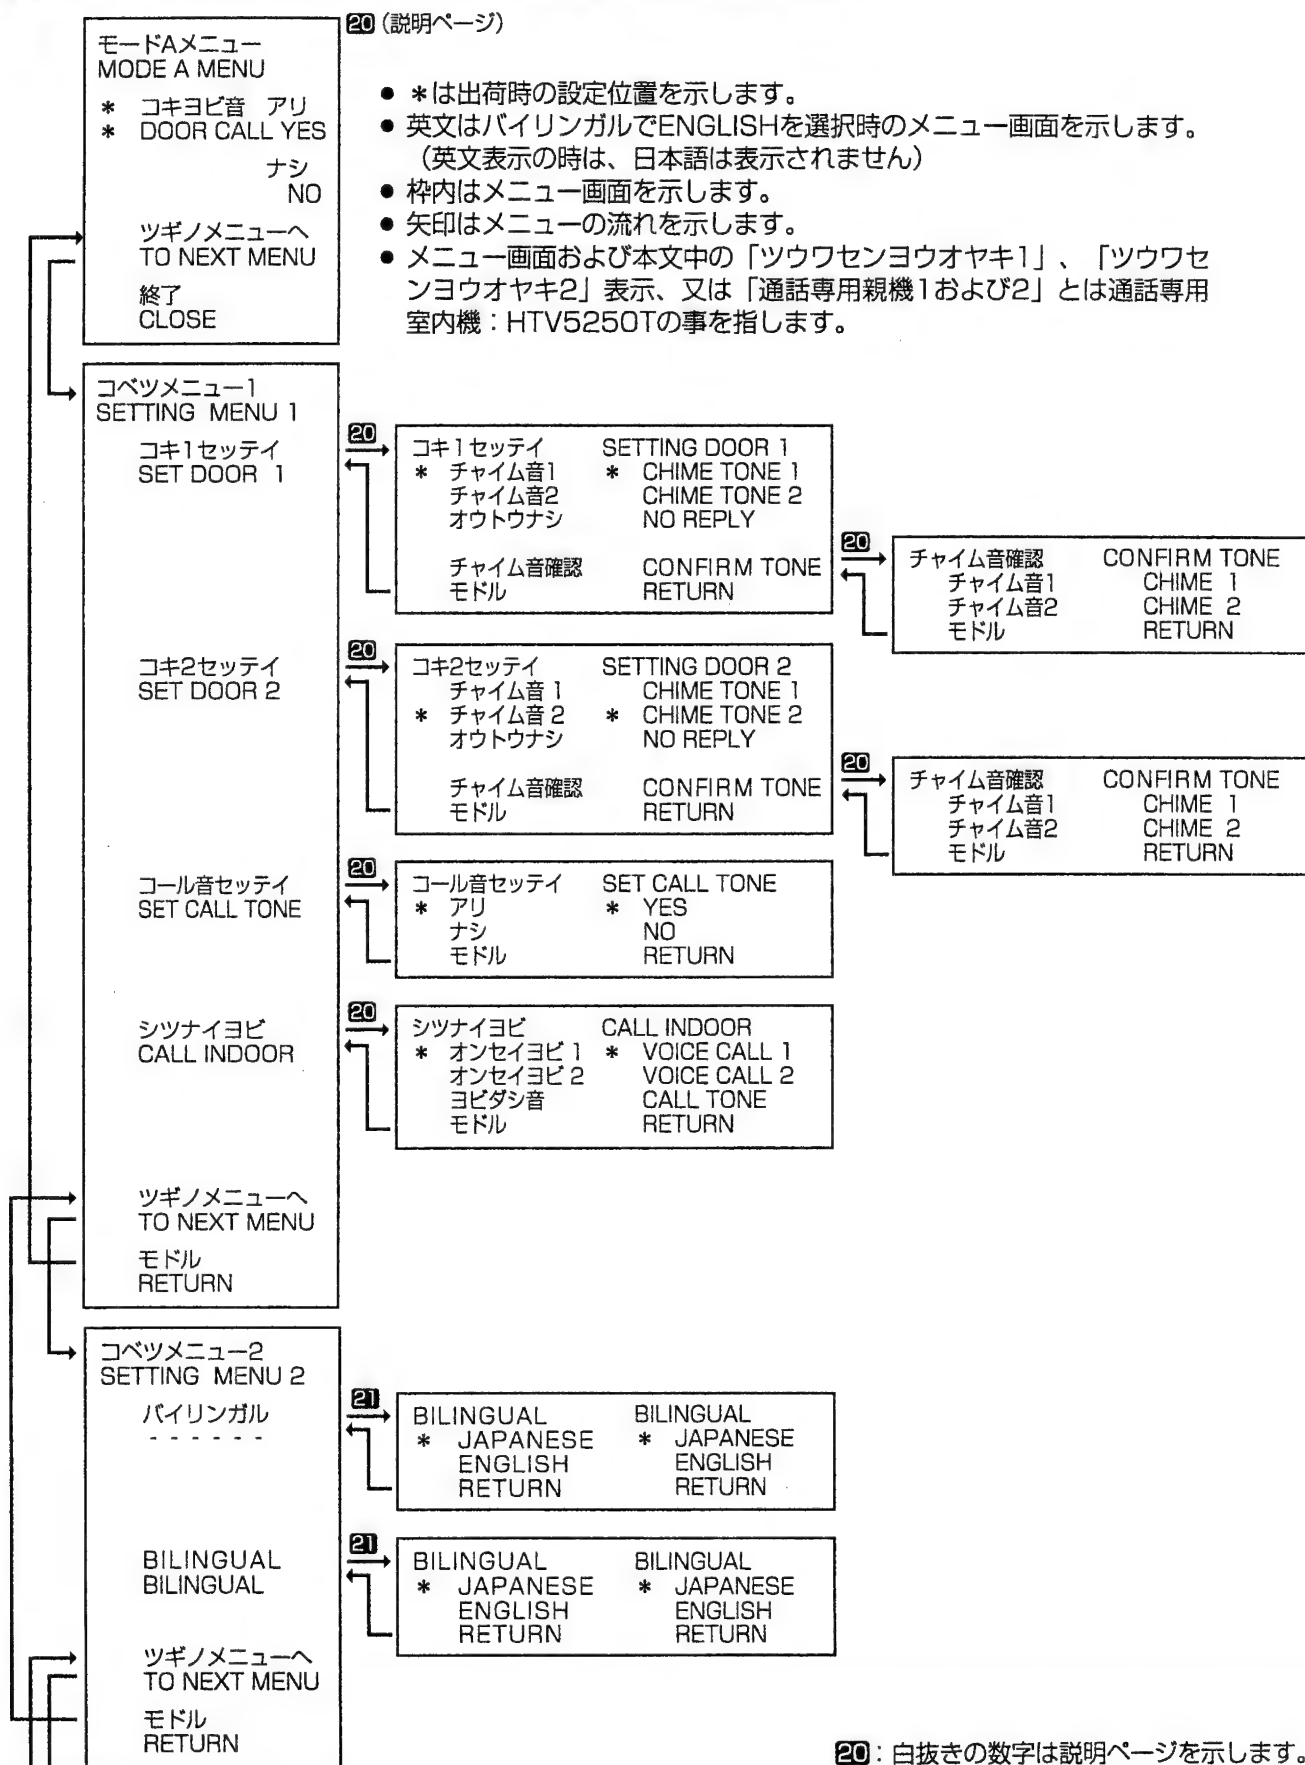 20 (説明ページ)
モードAメニュー
MODE A MENU
* コキヨビ音 アリ
* DOOR CALL YES
ナシ
NO
ツギノメニューへ
TO NEXT MENU
終了
CLOSE
● *は出荷時の設定位置を示します。
● 英文はバイリンガルでENGLISHを選択時のメニュー画面を示します。
(英文表示の時は、日本語は表示されません)
● 枠内はメニュー画面を示します。
● 矢印はメニューの流れを示します。
● メニュー画面および本文中の「ツウワセンヨウオヤキ1」、「ツウワセ
ンヨウオヤキ2」表示、又は「通話専用親機1および2」とは通話専用
室内機：HTV5250Tの事を指します。
コベツメニュー1
SETTING MENU 1
コキ1セッテイ
SET DOOR 1
20
コキ1セッテイ SETTING DOOR 1
* チャイム音1 * CHIME TONE 1
チャイム音2 CHIME TONE 2
オウトウナシ NO REPLY
チャイム音確認 CONFIRM TONE
モドル RETURN
20
チャイム音確認 CONFIRM TONE
チャイム音1 CHIME 1
チャイム音2 CHIME 2
モドル RETURN
コキ2セッテイ
SET DOOR 2
20
コキ2セッテイ SETTING DOOR 2
チャイム音1 CHIME TONE 1
* チャイム音2 * CHIME TONE 2
オウトウナシ NO REPLY
チャイム音確認 CONFIRM TONE
モドル RETURN
20
チャイム音確認 CONFIRM TONE
チャイム音1 CHIME 1
チャイム音2 CHIME 2
モドル RETURN
コール音セッテイ
SET CALL TONE
20
コール音セッテイ SET CALL TONE
* アリ * YES
ナシ NO
モドル RETURN
シツナイヨビ
CALL INDOOR
20
シツナイヨビ CALL INDOOR
* オンセイヨビ1 * VOICE CALL 1
オンセイヨビ2 VOICE CALL 2
ヨビダシ音 CALL TONE
モドル RETURN
ツギノメニューへ
TO NEXT MENU
モドル
RETURN
コベツメニュー2
SETTING MENU 2
バイリンガル
- - - - - -
21
BILINGUAL BILINGUAL
* JAPANESE * JAPANESE
ENGLISH ENGLISH
RETURN RETURN
BILINGUAL
BILINGUAL
21
BILINGUAL BILINGUAL
* JAPANESE * JAPANESE
ENGLISH ENGLISH
RETURN RETURN
ツギノメニューへ
TO NEXT MENU
モドル
RETURN
20：白抜きの数字は説明ページを示します。